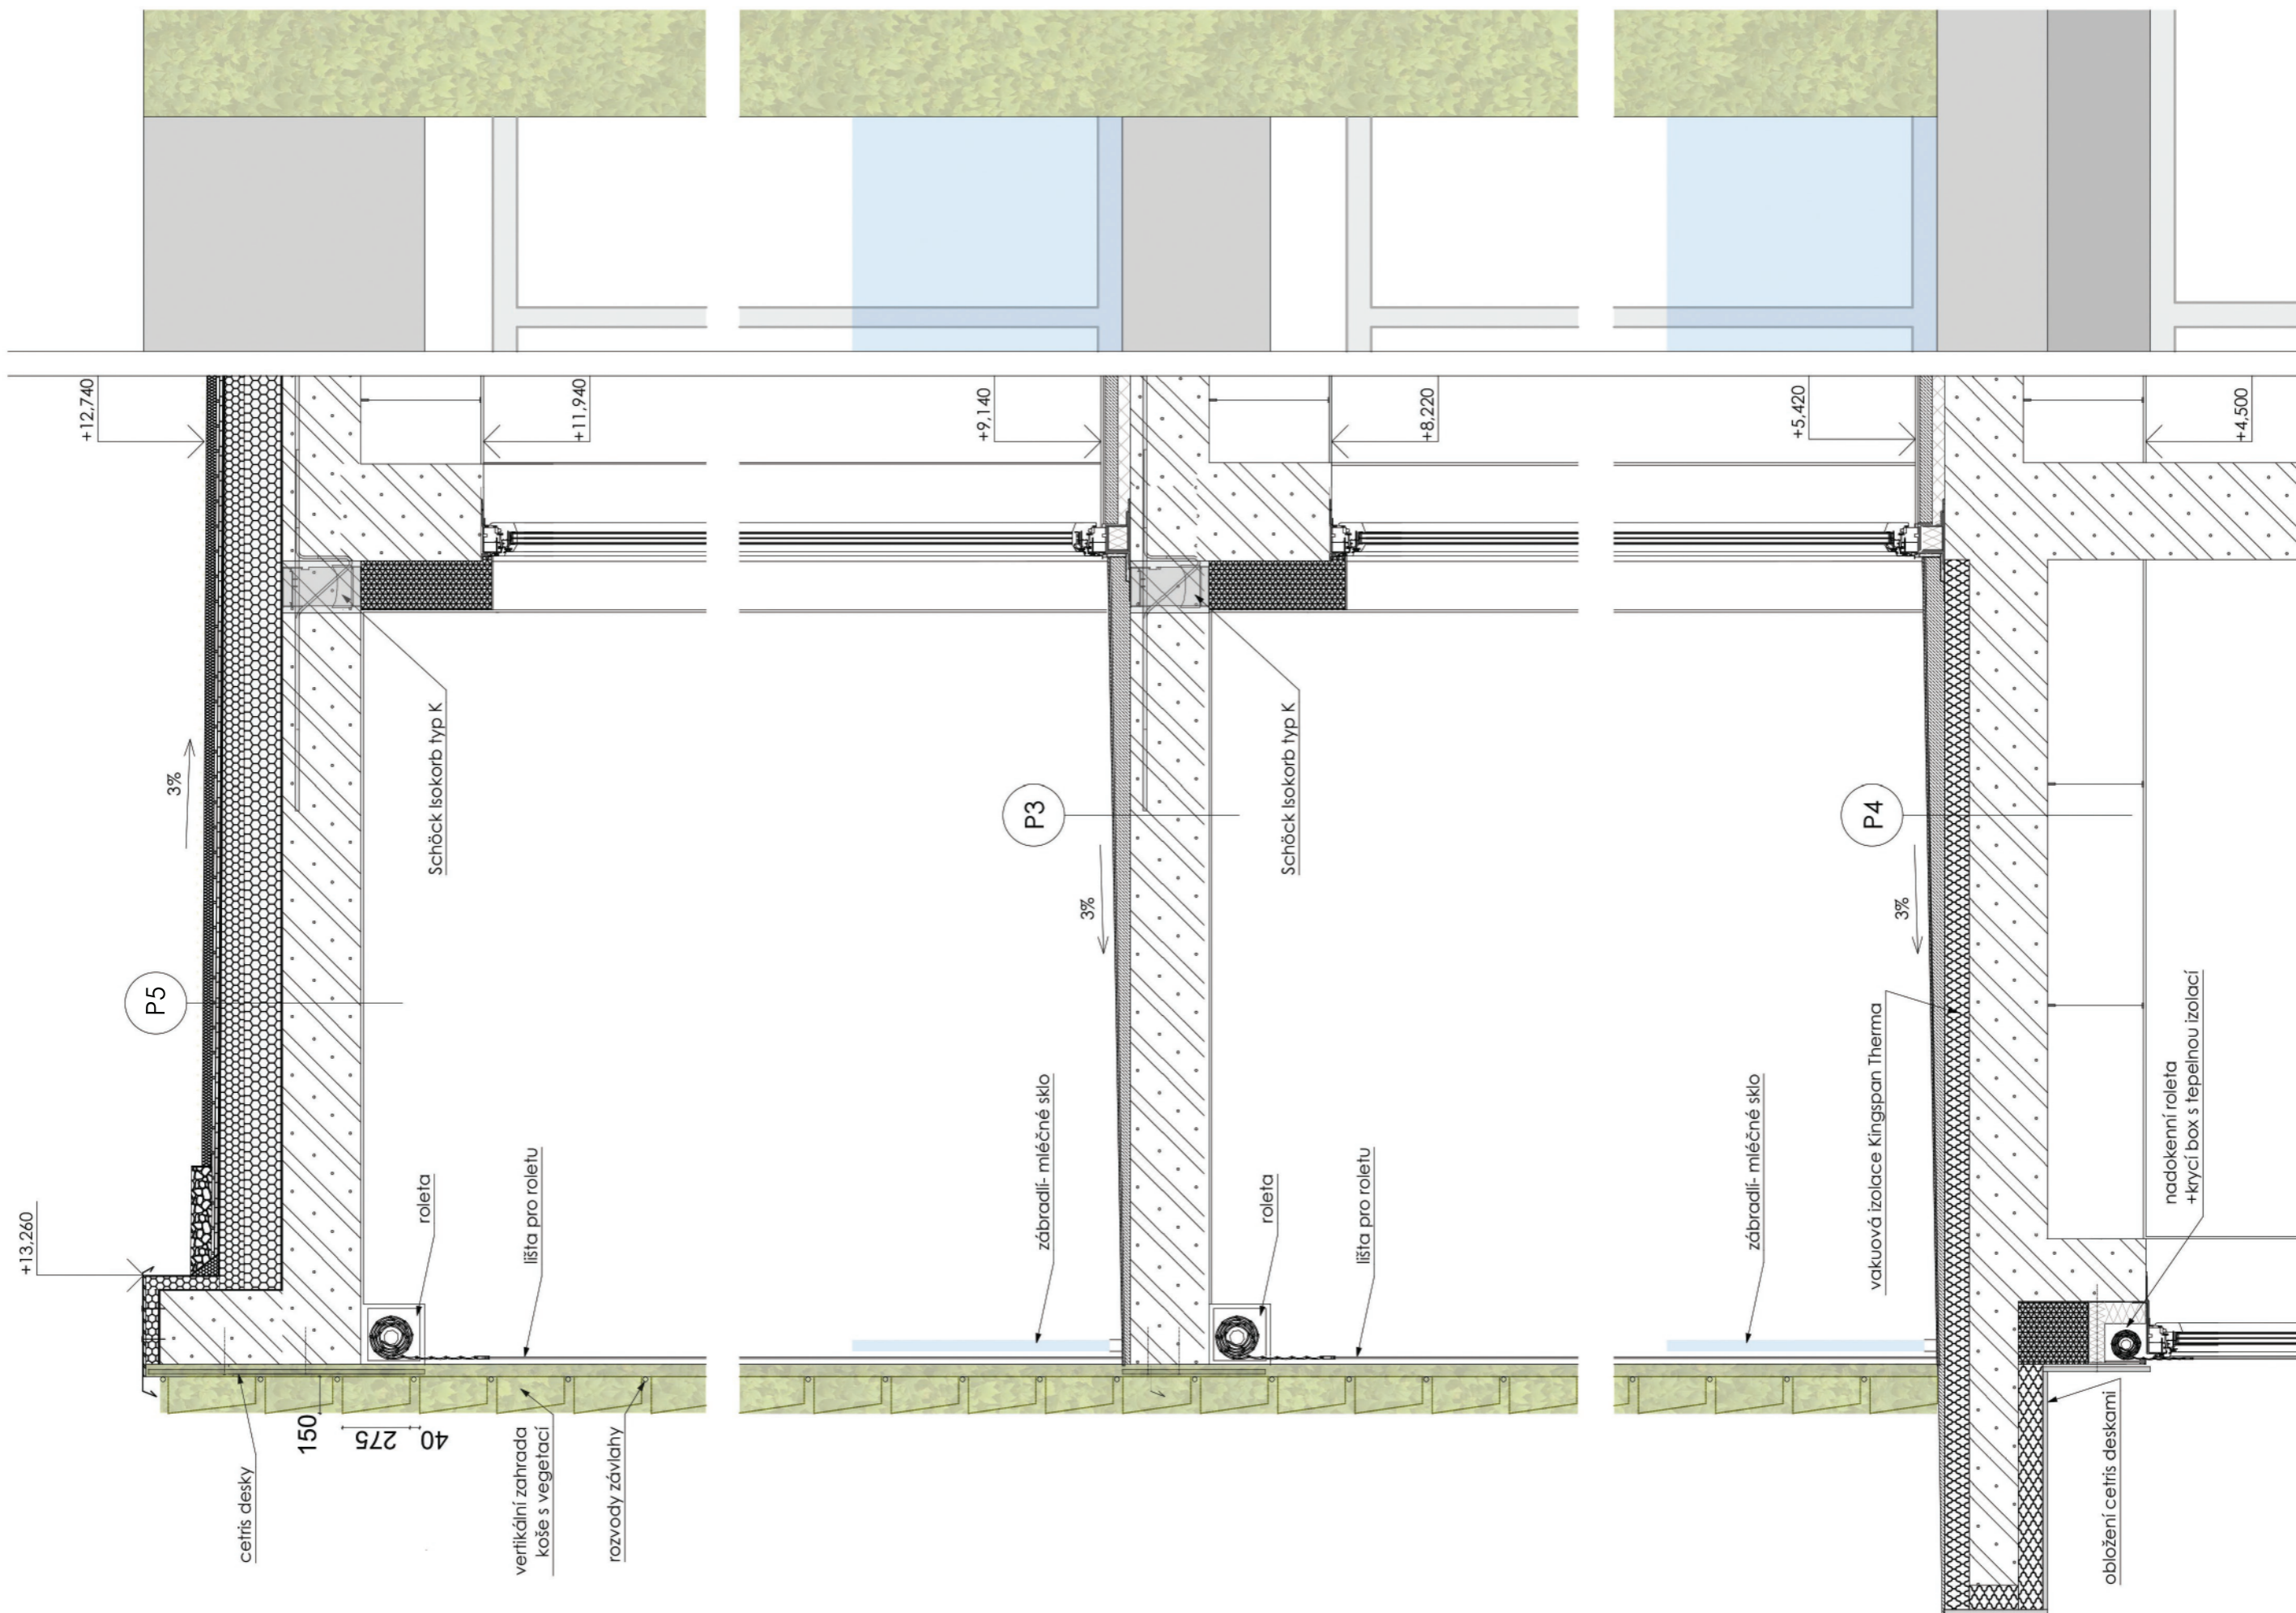 +13,260
+12,740
3%
P5
+11,940
Schöck Isokorb typ K
roleta
lišta pro roletu
cetris desky
150
275
40
vertikální zahrada
koše s vegetací
rozvody závlahy
+9,140
P3
3%
zábradlí- mléčné sklo
+8,220
Schöck Isokorb typ K
roleta
lišta pro roletu
+5,420
P4
3%
zábradlí- mléčné sklo
vakuová izolace Kingspan Therma
+4,500
nadokenní roleta
+krycí box s tepelnou izolací
obložení cetris deskami